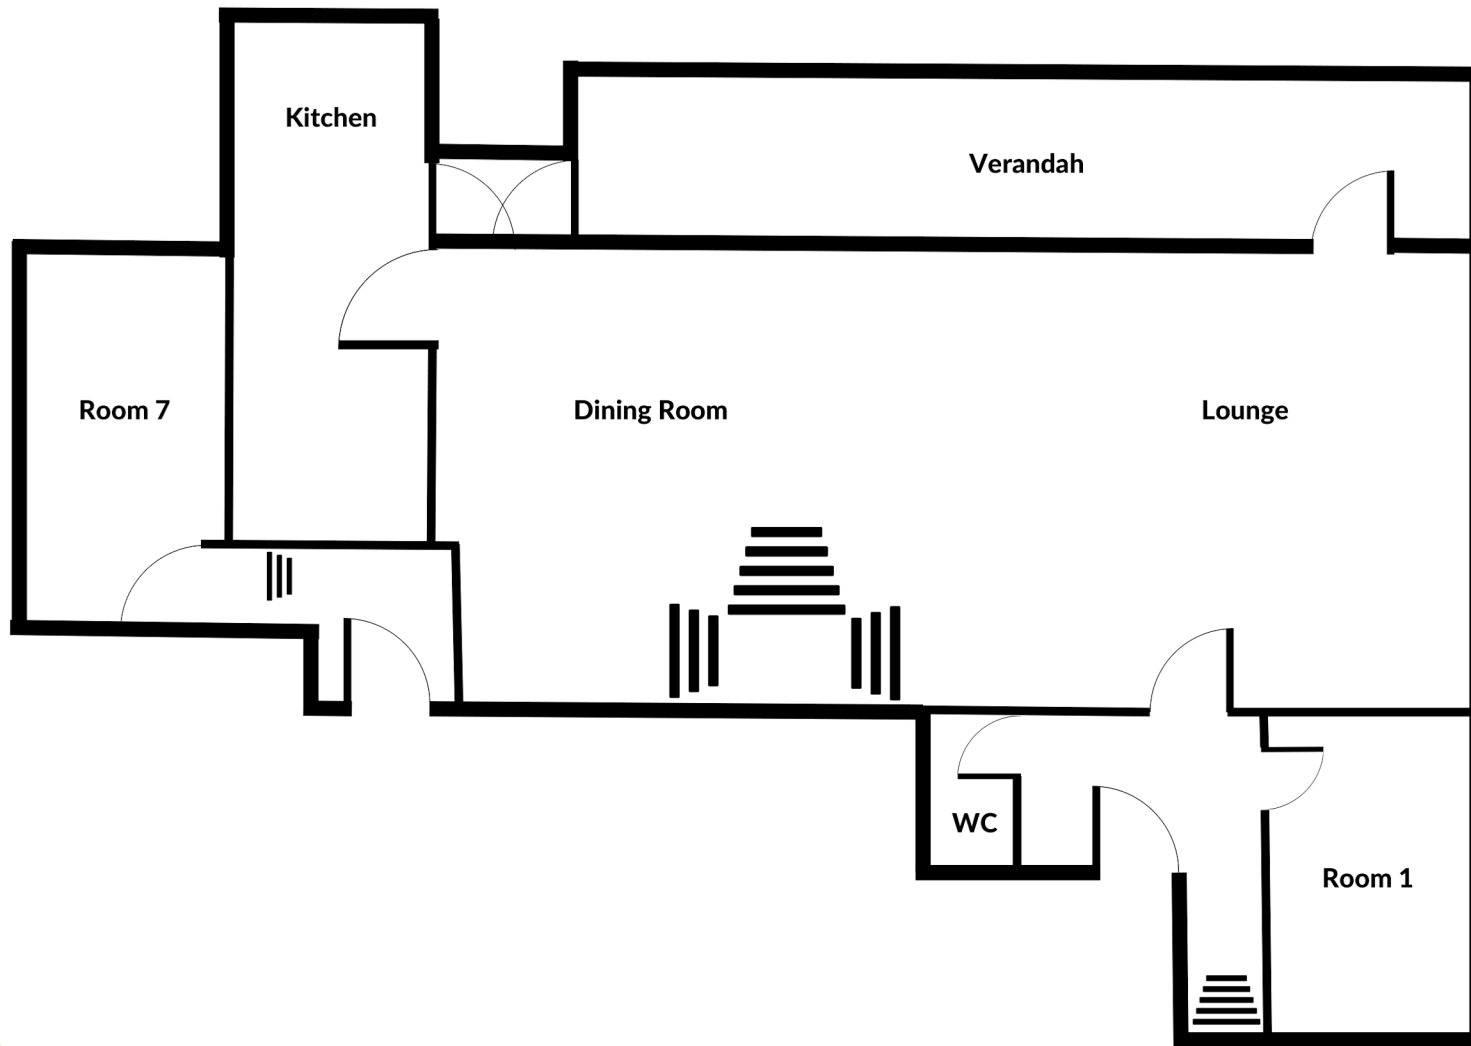 Kitchen
Verandah
Room 7
Dining Room
Lounge
WC
Room 1